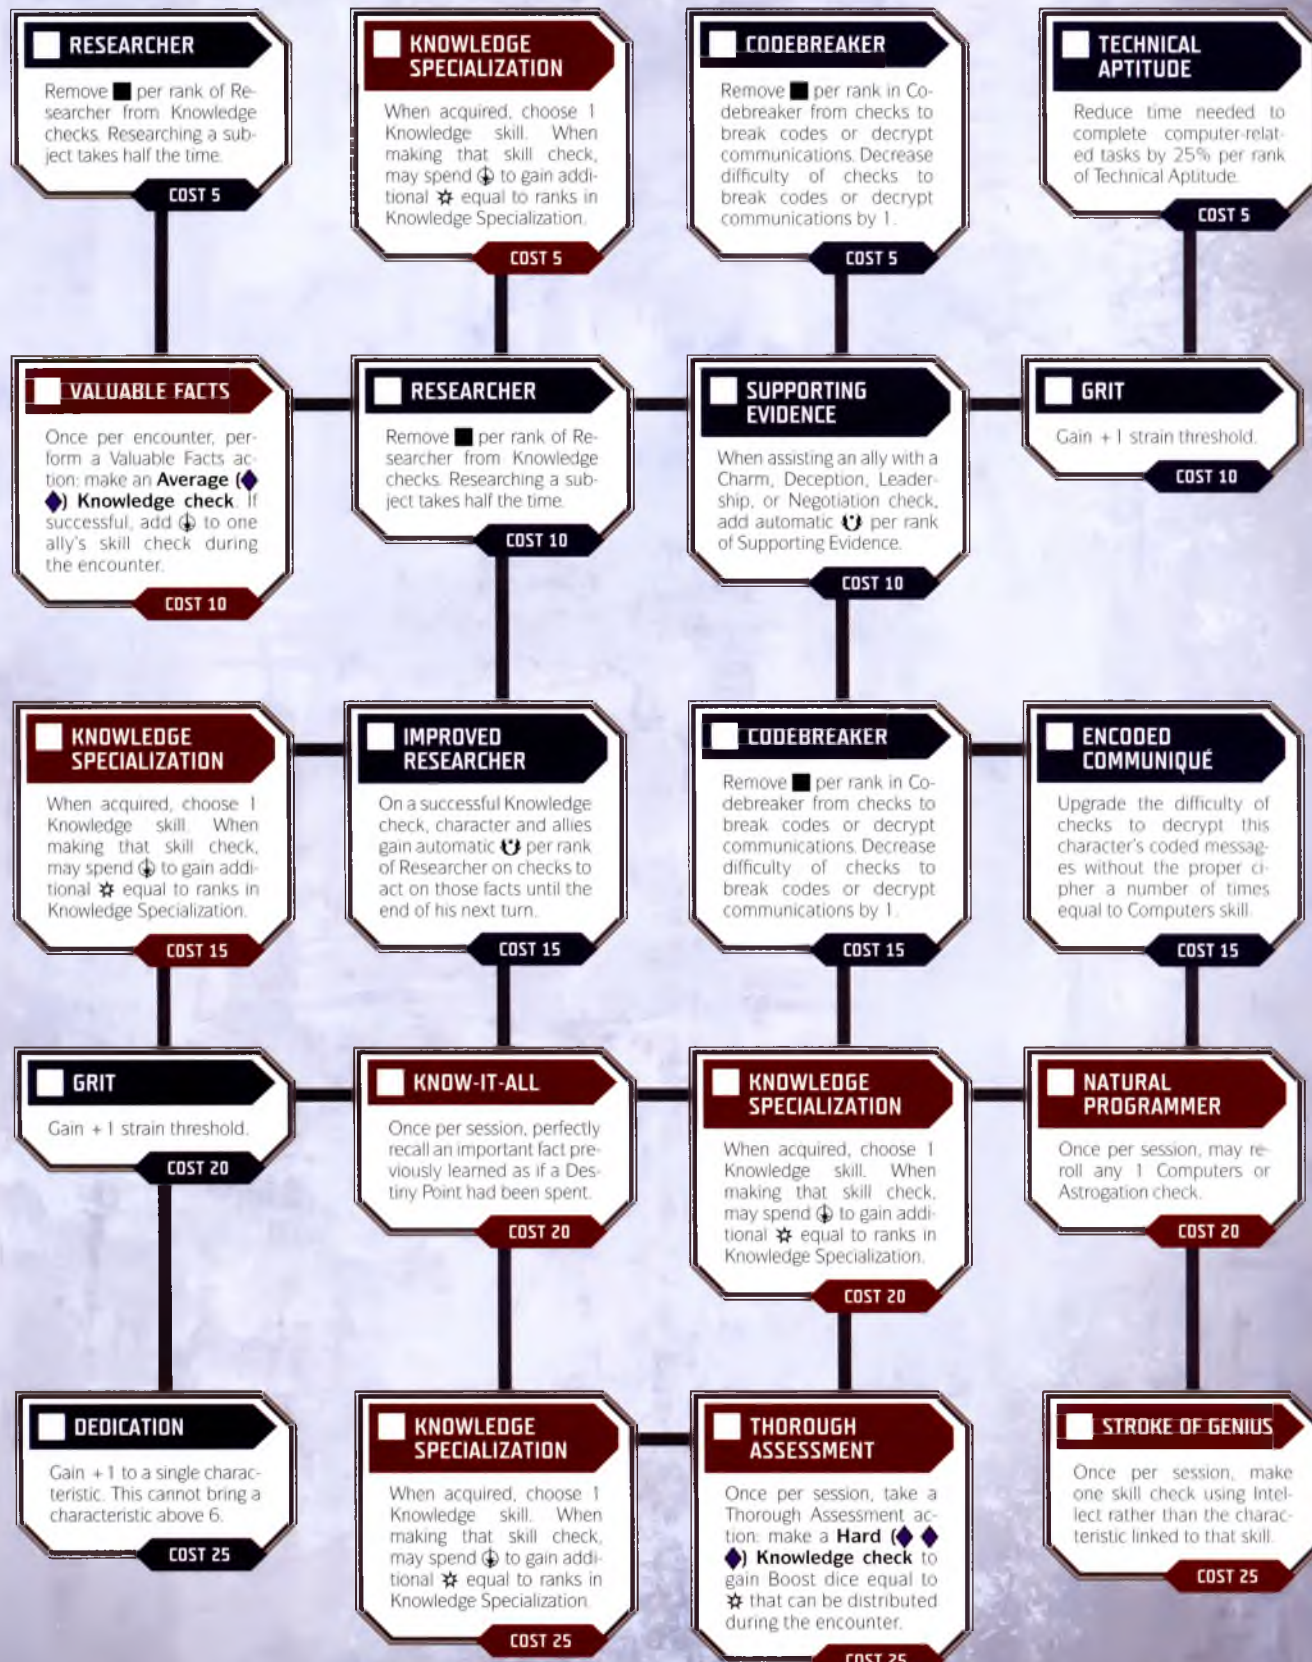 RESEARCHER
Remove per rank of Re-
searcher from Knowledge
checks. Researching a sub-
ject takes half the time.
COST 5
KNOWLEDGE
SPECIALIZATION
When acquired, choose 1
Knowledge skill. When
making that skill check,
may spend to gain addi-
tional equal to ranks in
Knowledge Specialization.
COST 5
CODEBREAKER
Remove per rank in Co-
debreaker from checks to
break codes or decrypt
communications. Decrease
difficulty of checks to
break codes or decrypt
communications by 1.
COST 5
TECHNICAL
APTITUDE
Reduce time needed to
complete computer-relat-
ed tasks by 25% per rank
of Technical Aptitude.
COST 5
VALUABLE FACTS
Once per encounter, per-
form a Valuable Facts ac-
tion: make an Average (◆
◆) Knowledge check. If
successful, add to one
ally's skill check during
the encounter.
COST 10
RESEARCHER
Remove per rank of Re-
searcher from Knowledge
checks. Researching a sub-
ject takes half the time.
COST 10
SUPPORTING
EVIDENCE
When assisting an ally with a
Charm, Deception, Leader-
ship, or Negotiation check,
add automatic per rank
of Supporting Evidence.
COST 10
GRIT
Gain + 1 strain threshold.
COST 10
KNOWLEDGE
SPECIALIZATION
When acquired, choose 1
Knowledge skill. When
making that skill check,
may spend to gain addi-
tional equal to ranks in
Knowledge Specialization.
COST 15
IMPROVED
RESEARCHER
On a successful Knowledge
check, character and allies
gain automatic per rank
of Researcher on checks to
act on those facts until the
end of his next turn.
COST 15
CODEBREAKER
Remove per rank in Co-
debreaker from checks to
break codes or decrypt
communications. Decrease
difficulty of checks to
break codes or decrypt
communications by 1.
COST 15
ENCODED
COMMUNIQUÉ
Upgrade the difficulty of
checks to decrypt this
character's coded messag-
es without the proper ci-
pher a number of times
equal to Computers skill.
COST 15
GRIT
Gain + 1 strain threshold.
COST 20
KNOW-IT-ALL
Once per session, perfectly
recall an important fact pre-
viously learned as if a Des-
tiny Point had been spent.
COST 20
KNOWLEDGE
SPECIALIZATION
When acquired, choose 1
Knowledge skill. When
making that skill check,
may spend to gain addi-
tional equal to ranks in
Knowledge Specialization.
COST 20
NATURAL
PROGRAMMER
Once per session, may re-
roll any 1 Computers or
Astrogation check.
COST 20
DEDICATION
Gain + 1 to a single charac-
teristic. This cannot bring a
characteristic above 6.
COST 25
KNOWLEDGE
SPECIALIZATION
When acquired, choose 1
Knowledge skill. When
making that skill check,
may spend to gain addi-
tional equal to ranks in
Knowledge Specialization.
COST 25
THOROUGH
ASSESSMENT
Once per session, take a
Thorough Assessment ac-
tion: make a Hard (◆ ◆
◆) Knowledge check to
gain Boost dice equal to
that can be distributed
during the encounter.
COST 25
STROKE OF GENIUS
Once per session, make
one skill check using Intel-
lect rather than the charac-
teristic linked to that skill.
COST 25